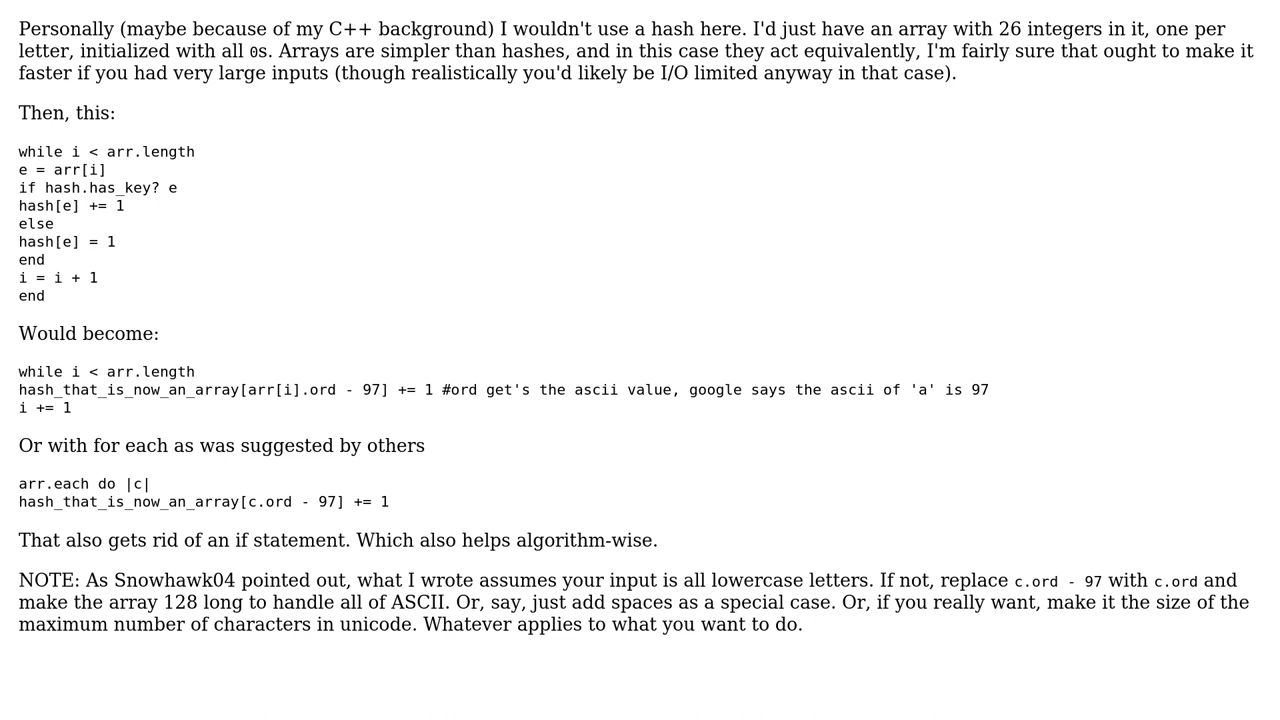 Personally (maybe because of my C++ background) I wouldn't use a hash here. I'd just have an array with 26 integers in it, one per
letter, initialized with all 0s. Arrays are simpler than hashes, and in this case they act equivalently, I'm fairly sure that ought to make it
faster if you had very large inputs (though realistically you'd likely be I/O limited anyway in that case).
Then, this:
while i < arr.length
e = arr[i]
if hash.has_key? e
hash[e] += 1
else
hash[e] = 1
end
i = i + 1
end
Would become:
while i < arr.length
hash_that_is_now_an_array[arr[i].ord - 97] += 1 #ord get's the ascii value, google says the ascii of 'a' is 97
i += 1
Or with for each as was suggested by others
arr.each do |c|
hash_that_is_now_an_array[c.ord - 97] += 1
That also gets rid of an if statement. Which also helps algorithm-wise.
NOTE: As Snowhawk04 pointed out, what I wrote assumes your input is all lowercase letters. If not, replace c.ord - 97 with c.ord and
make the array 128 long to handle all of ASCII. Or, say, just add spaces as a special case. Or, if you really want, make it the size of the
maximum number of characters in unicode. Whatever applies to what you want to do.